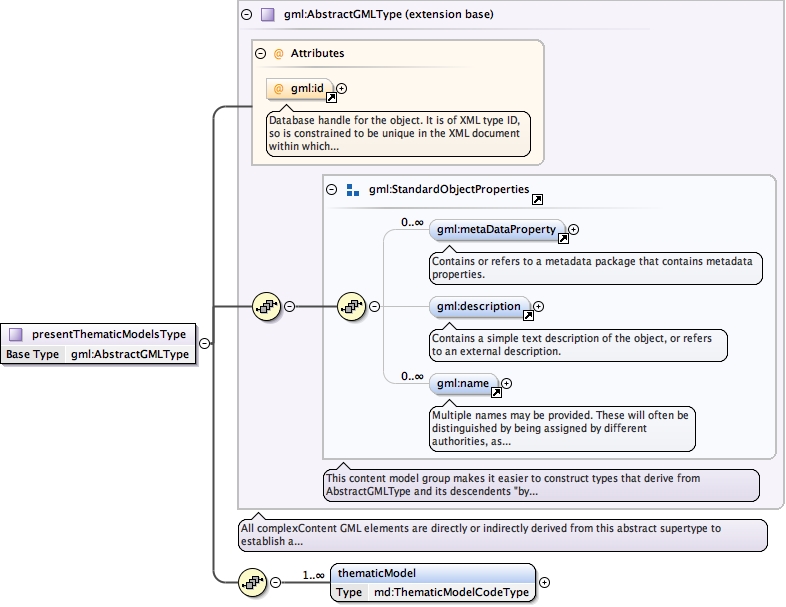 gml:AbstractGMLType (extension base)
@ Attributes
@ gml:id
Database handle for the object. It is of XML type ID,
so is constrained to be unique in the XML document
within which...
gml:StandardObjectProperties
0..∞
gml:metaDataProperty
Contains or refers to a metadata package that contains metadata
properties.
gml:description
Contains a simple text description of the object, or refers
to an external description.
0..∞
gml:name
Multiple names may be provided. These will often be
distinguished by being assigned by different
authorities, as...
presentThematicModelsType
Base Type gml:AbstractGMLType
This content model group makes it easier to construct types that derive from
AbstractGMLType and its descendents "by...
All complexContent GML elements are directly or indirectly derived from this abstract supertype to
establish a...
1..∞
thematicModel
Type md:ThematicModelCodeType